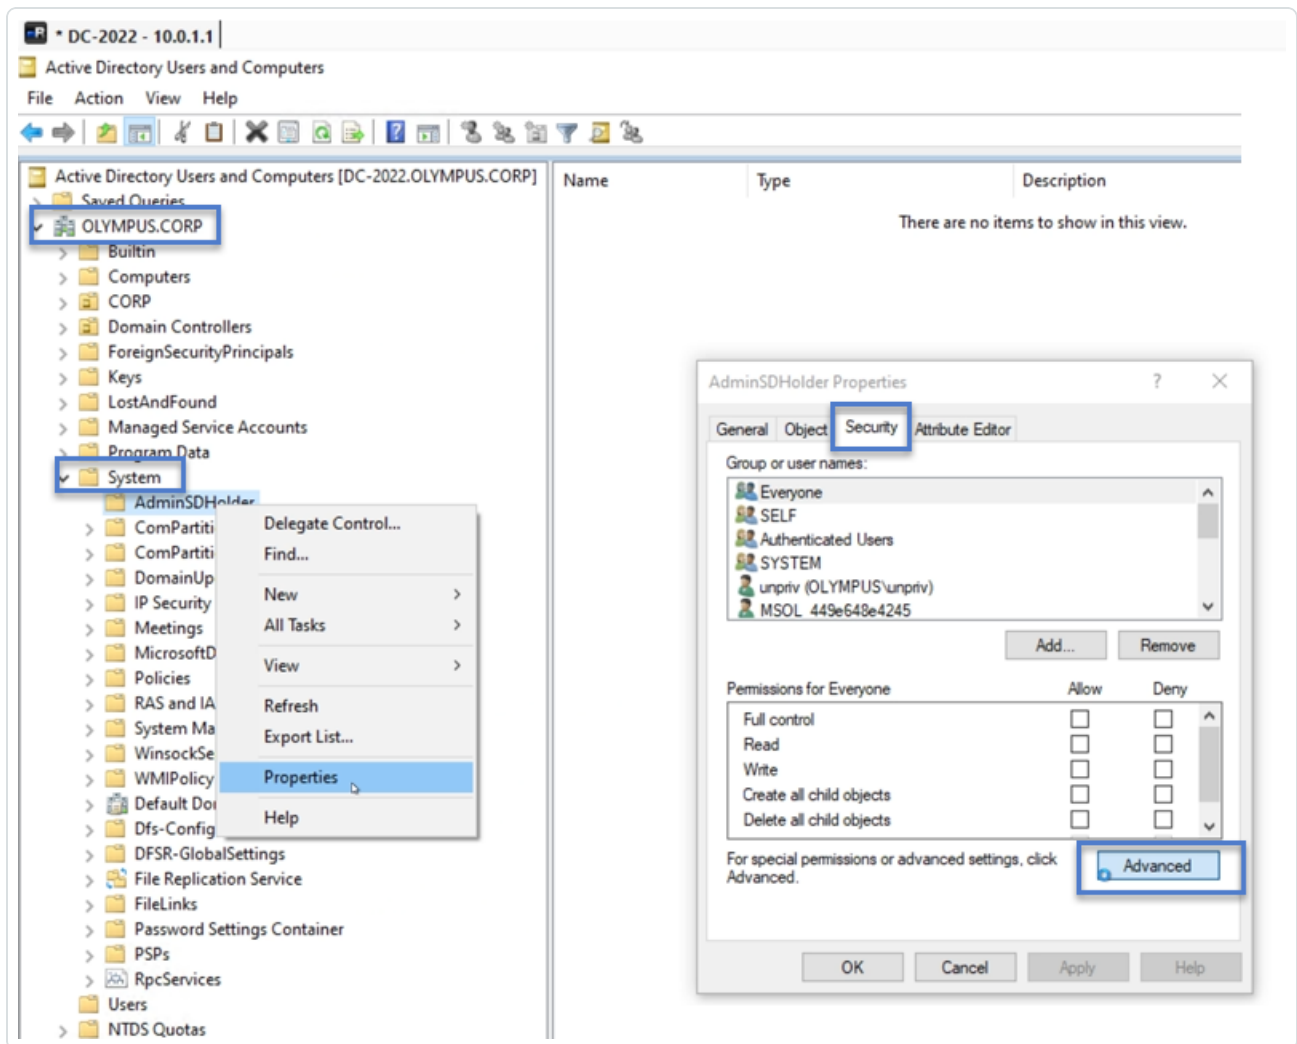 * DC-2022 - 10.0.1.1
Active Directory Users and Computers
File Action View Help
Active Directory Users and Computers [DC-2022.OLYMPUS.CORP]
Saved Queries
OLYMPUS.CORP
Builtin
Computers
CORP
Domain Controllers
ForeignSecurityPrincipals
Keys
LostAndFound
Managed Service Accounts
Program Data
System
AdminSDHolder
ComPartiti
ComPartiti
DomainUp
IP Security
Meetings
MicrosoftD
Policies
RAS and IA
System Ma
WinsockSe
WMIPolicy
Default Do
Dfs-Config
DFSR-GlobalSettings
File Replication Service
FileLinks
Password Settings Container
PSPs
RpcServices
Users
NTDS Quotas
Delegate Control...
Find...
New
All Tasks
View
Refresh
Export List...
Properties
Help
Name Type Description
There are no items to show in this view.
AdminSDHolder Properties ?
General Object Security Attribute Editor
Group or user names:
Everyone
SELF
Authenticated Users
SYSTEM
unpriv (OLYMPUS\unpriv)
MSOL_449e648e4245
Add... Remove
Permissions for Everyone Allow Deny
Full control
Read
Write
Create all child objects
Delete all child objects
For special permissions or advanced settings, click
Advanced.
Advanced
OK Cancel Apply Help